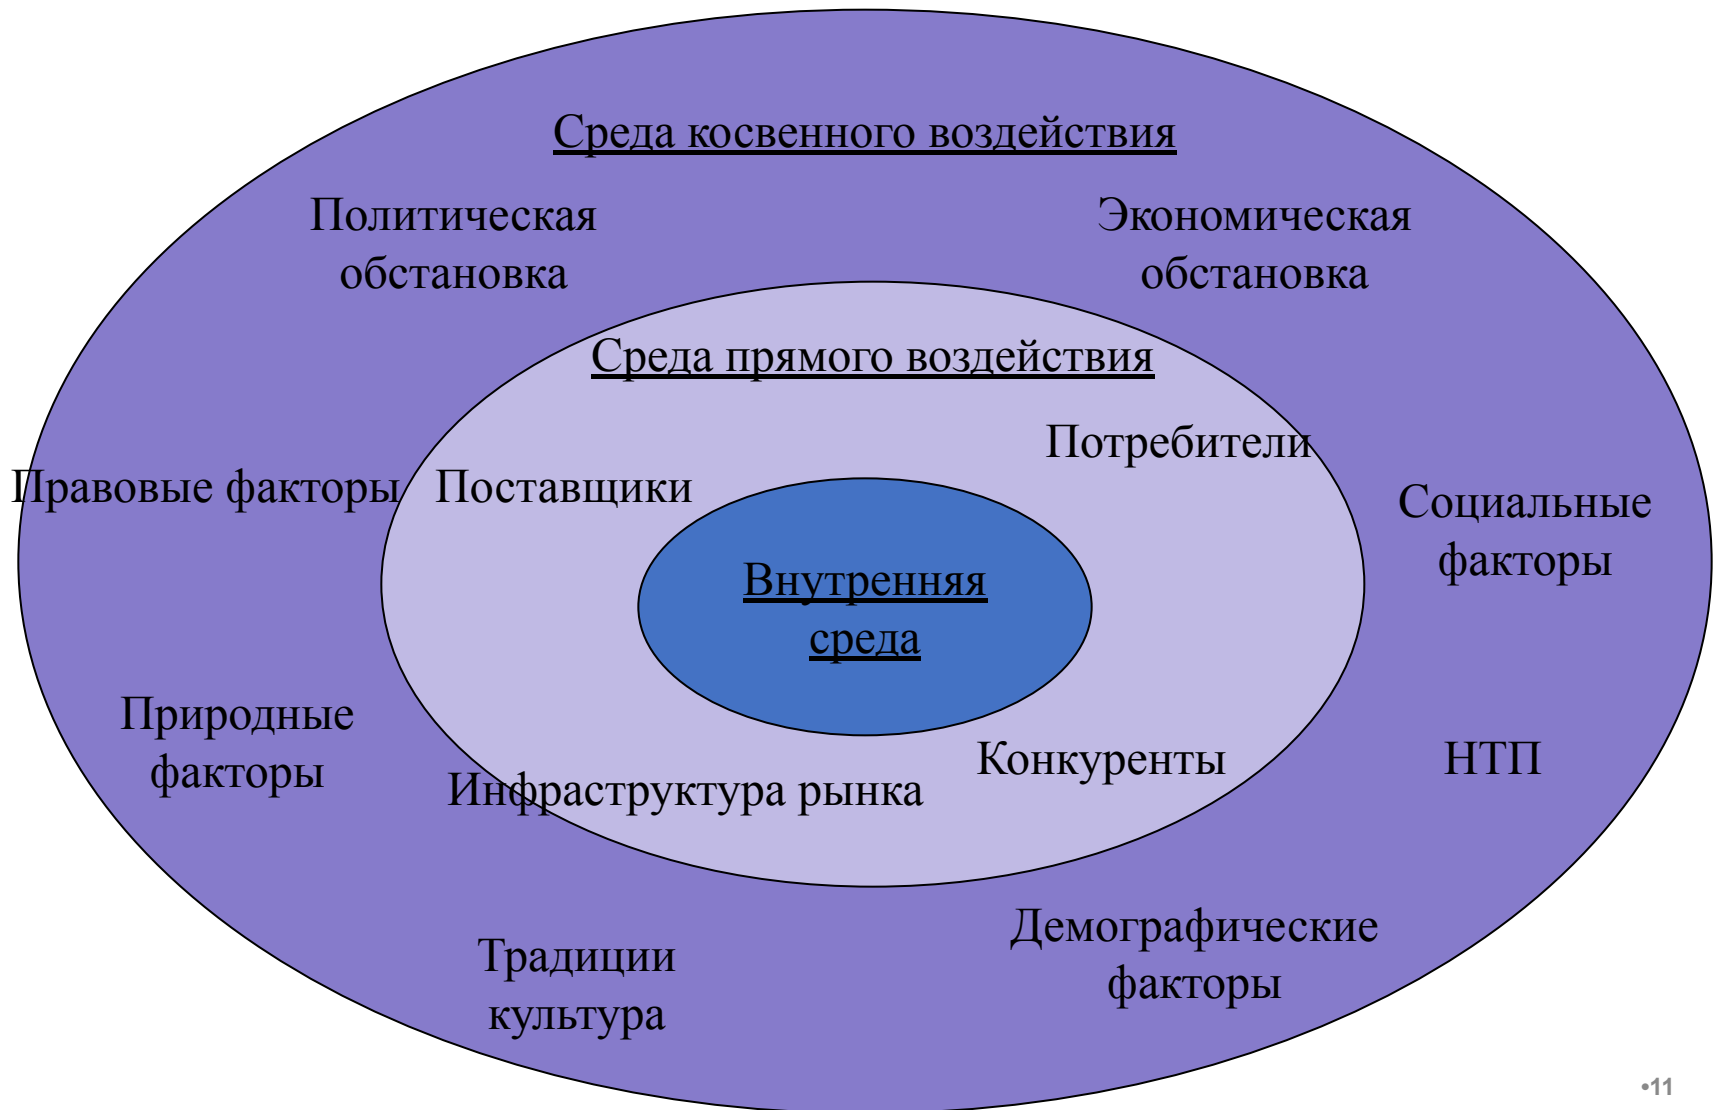 Среда косвенного воздействия
Политическая
обстановка
Экономическая
обстановка
Среда прямого воздействия
Потребители
Правовые факторы
Поставщики
Социальные
факторы
Внутренняя
среда
Природные
факторы
Инфраструктура рынка
Конкуренты
НТП
Традиции
культура
Демографические
факторы
•11